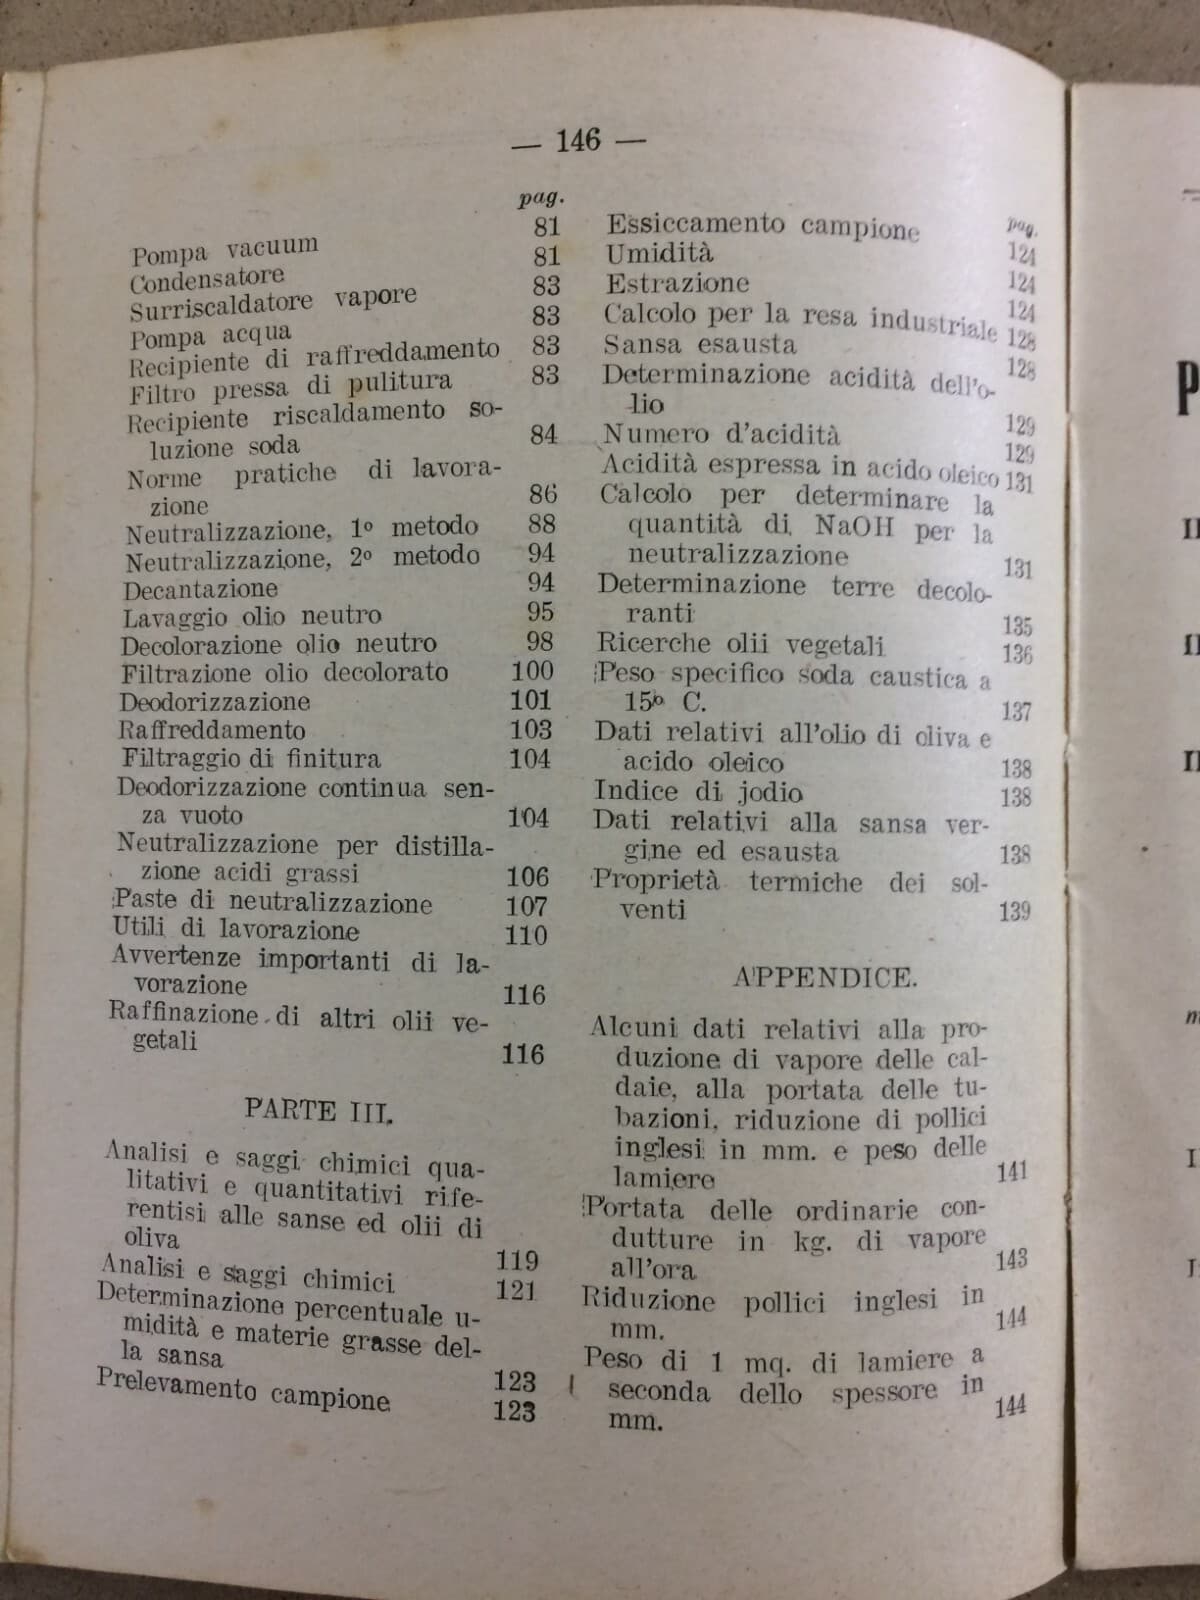 — 146 —
pag.
Pompa vacuum 81
Condensatore 81
Surriscaldatore vapore 83
Pompa acqua 83
Recipiente di raffreddamento 83
Filtro pressa di pulitura 83
Recipiente riscaldamento so-
luzione soda 84
Norme pratiche di lavora-
zione 86
Neutralizzazione, 1º metodo 88
Neutralizzazione, 2º metodo 94
Decantazione 94
Lavaggio olio neutro 95
Decolorazione olio neutro 98
Filtrazione olio decolorato 100
Deodorizzazione 101
Raffreddamento 103
Filtraggio di finitura 104
Deodorizzazione continua sen-
za vuoto 104
Neutralizzazione per distilla-
zione acidi grassi 106
Paste di neutralizzazione 107
Utili di lavorazione 110
Avvertenze importanti di la-
vorazione 116
Raffinazione di altri olii ve-
getali 116
PARTE III.
Analisi e saggi chimici qua-
litativi e quantitativi rife-
rentisi alle sanse ed olii di
oliva 119
Analisi e saggi chimici 121
Determinazione percentuale u-
midità e materie grasse del-
la sansa 123
Prelevamento campione 123
pag.
Essiccamento campione 124
Umidità 124
Estrazione 124
Calcolo per la resa industriale 128
Sansa esausta 128
Determinazione acidità dell'o-
lio 129
Numero d'acidità 129
Acidità espressa in acido oleico 131
Calcolo per determinare la
quantità di NaOH per la
neutralizzazione 131
Determinazione terre decolo-
ranti 135
Ricerche olii vegetali 136
Peso specifico soda caustica a
15º C. 137
Dati relativi all'olio di oliva e
acido oleico 138
Indice di jodio 138
Dati relativi alla sansa ver-
gine ed esausta 138
Proprietà termiche dei sol-
venti 139
APPENDICE.
Alcuni dati relativi alla pro-
duzione di vapore delle cal-
daie, alla portata delle tu-
bazioni, riduzione di pollici
inglesi in mm. e peso delle
lamiere 141
Portata delle ordinarie con-
dutture in kg. di vapore
all'ora 143
Riduzione pollici inglesi in
mm. 144
Peso di 1 mq. di lamiere a
seconda dello spessore in
mm. 144